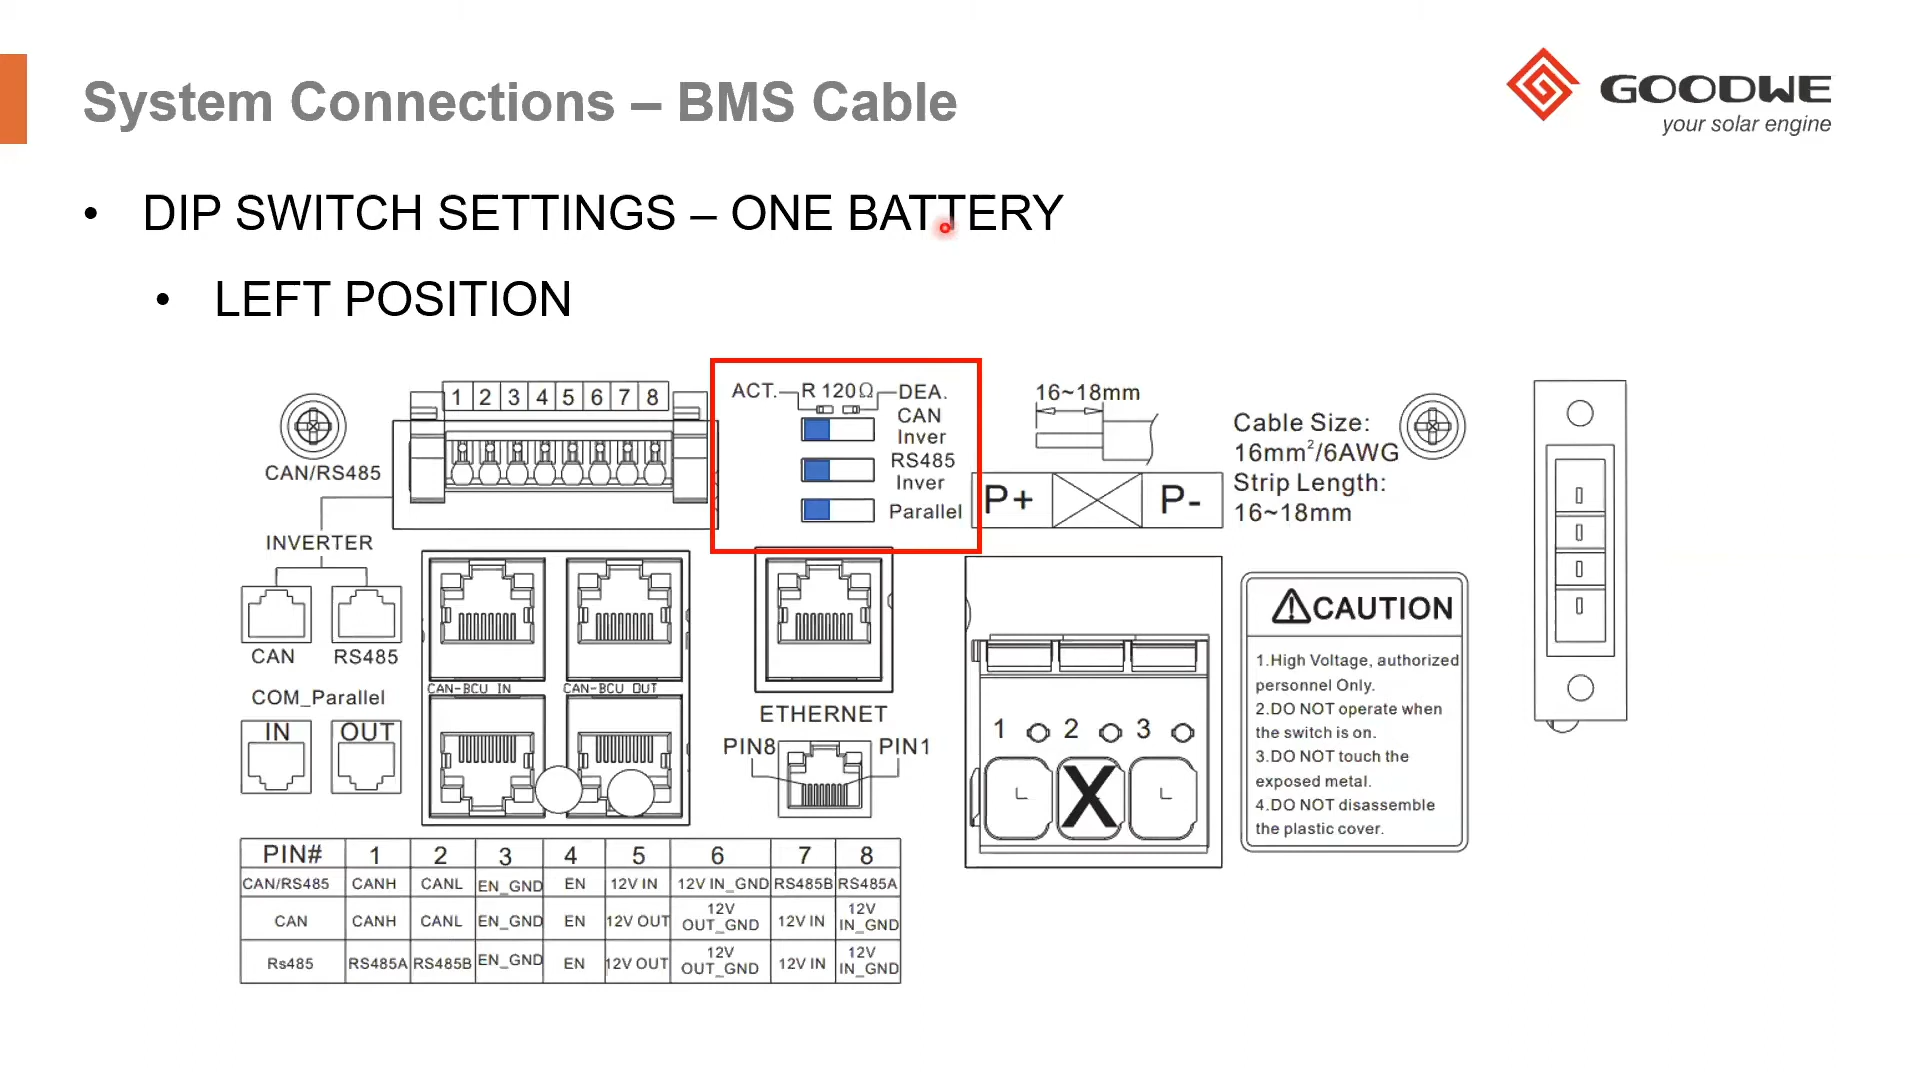 System Connections – BMS Cable
GOODWE
your solar engine
• DIP SWITCH SETTINGS – ONE BATTERY
• LEFT POSITION
1 2 3 4 5 6 7 8
CAN/RS485
ACT. R 120Ω DEA.
CAN
Inver
RS485
Inver
Parallel
16~18mm
P+ P-
Cable Size:
16mm²/6AWG
Strip Length:
16~18mm
INVERTER
CAN RS485
COM_Parallel
IN OUT
CAN-BCU IN CAN-BCU OUT
ETHERNET
PIN8 PIN1
1 2 3
X
⚠CAUTION
1.High Voltage, authorized
personnel Only.
2.DO NOT operate when
the switch is on.
3.DO NOT touch the
exposed metal.
4.DO NOT disassemble
the plastic cover.
PIN# 1 2 3 4 5 6 7 8
CAN/RS485 CANH CANL EN_GND EN 12V IN 12V IN_GND RS485B RS485A
CAN CANH CANL EN_GND EN 12V OUT 12V OUT_GND 12V IN 12V IN_GND
Rs485 RS485A RS485B EN_GND EN 12V OUT 12V OUT_GND 12V IN 12V IN_GND